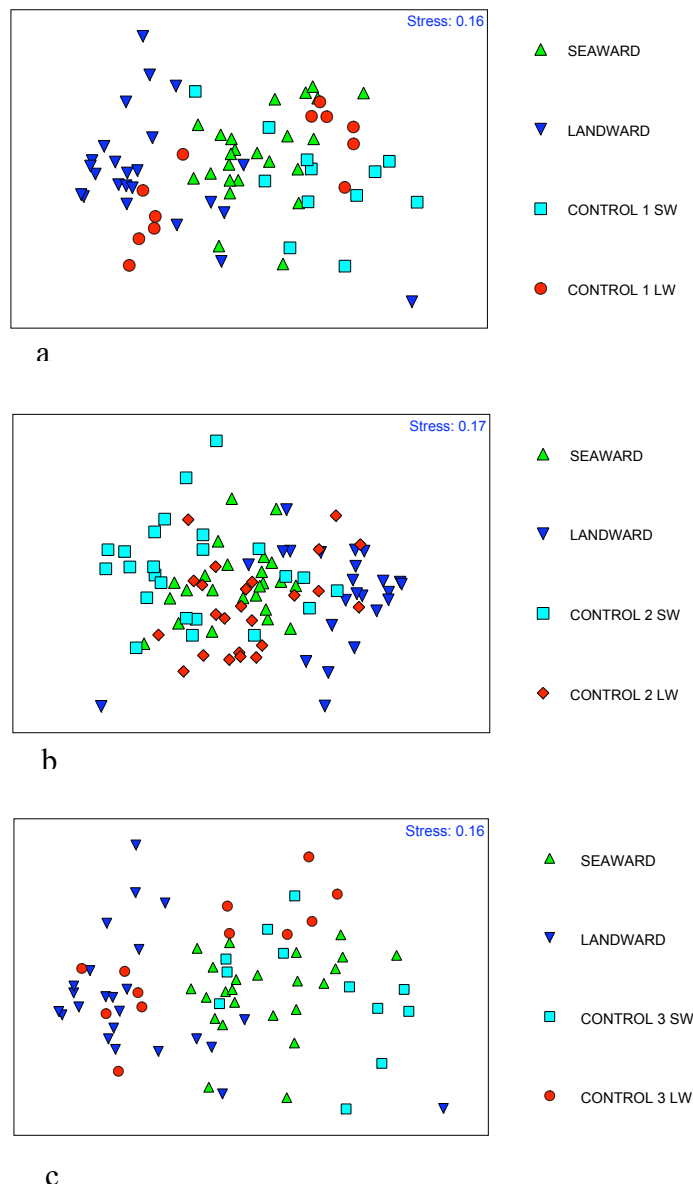 Stress: 0.16
SEAWARD
LANDWARD
CONTROL 1 SW
CONTROL 1 LW
a
Stress: 0.17
SEAWARD
LANDWARD
CONTROL 2 SW
CONTROL 2 LW
b
Stress: 0.16
SEAWARD
LANDWARD
CONTROL 3 SW
CONTROL 3 LW
c